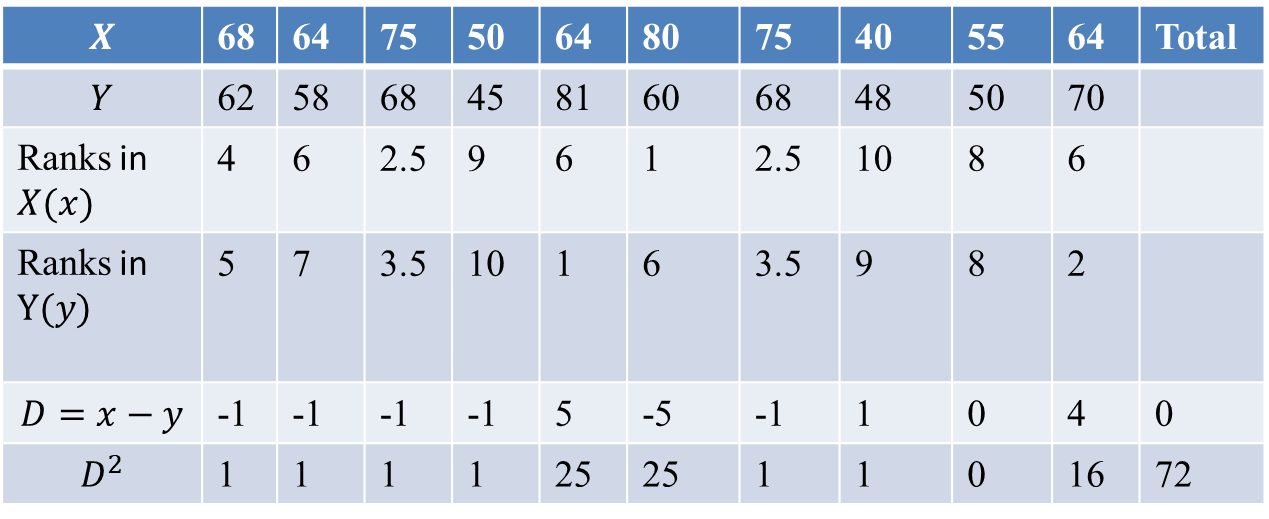 X 68 64 75 50 64 80 75 40 55 64 Total
Y 62 58 68 45 81 60 68 48 50 70
Ranks in 4 6 2.5 9 6 1 2.5 10 8 6
X(x)
Ranks in 5 7 3.5 10 1 6 3.5 9 8 2
Y(y)
D = x − y -1 -1 -1 -1 5 -5 -1 1 0 4 0
D² 1 1 1 1 25 25 1 1 0 16 72